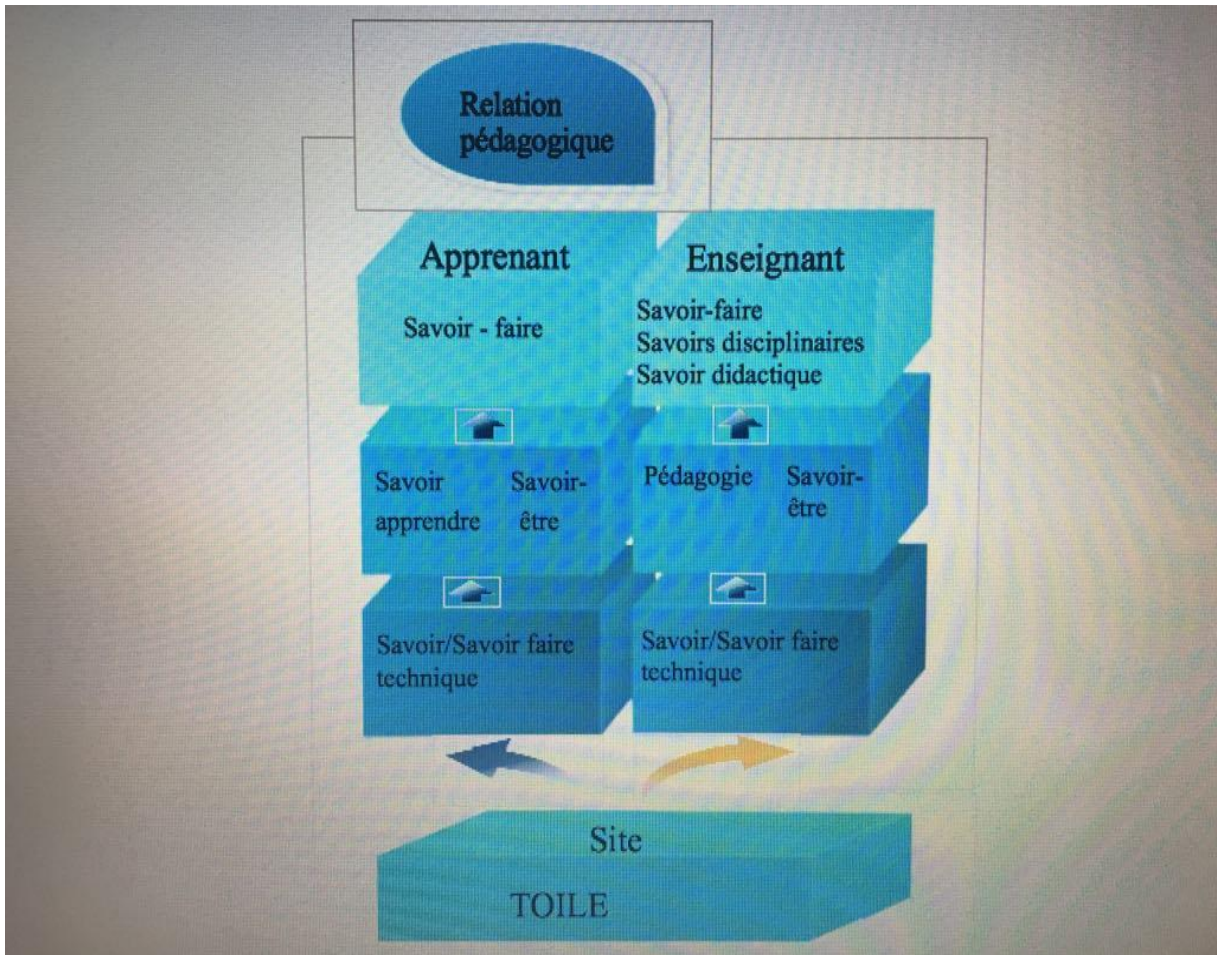 Relation
pédagogique
Apprenant
Savoir - faire
Enseignant
Savoir-faire
Savoirs disciplinaires
Savoir didactique
Savoir
apprendre
Savoir-
être
Pédagogie
Savoir-
être
Savoir/Savoir faire
technique
Savoir/Savoir faire
technique
Site
TOILE